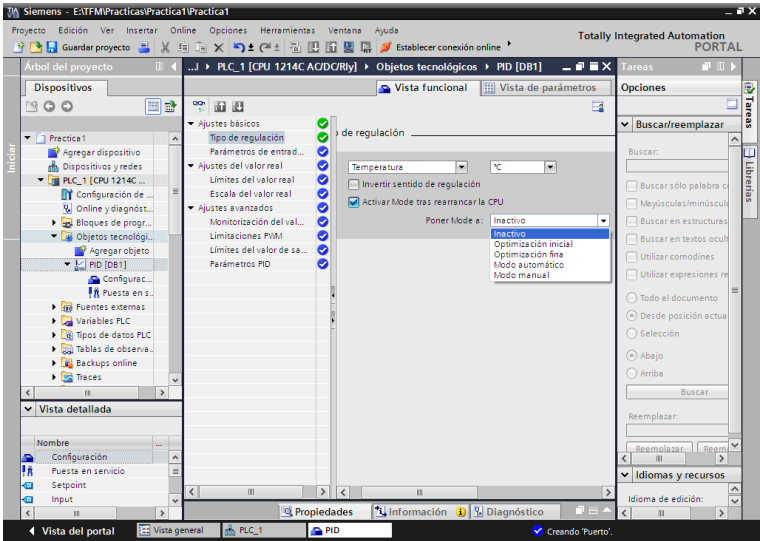 Siemens - E:\TFM\Practicas\Practica1\Practica1
Proyecto Edición Ver Insertar Online Opciones Herramientas Ventana Ayuda
Totally Integrated Automation
PORTAL
Guardar proyecto
Establecer conexión online
Árbol del proyecto
...l PLC_1 [CPU 1214C AC/DC/Rly] Objetos tecnológicos PID [DB1]
Tareas
Dispositivos
Vista funcional
Vista de parámetros
Opciones
Iniciar
Practica1
Agregar dispositivo
Dispositivos y redes
PLC_1 [CPU 1214C ...
Configuración de ...
Online y diagnóst...
Bloques de progr...
Objetos tecnológi...
Agregar objeto
PID [DB1]
Configurac...
Puesta en s...
Fuentes externas
Variables PLC
Tipos de datos PLC
Tablas de observa...
Backups online
Traces
Vista detallada
Nombre
...
Configuración
Puesta en servicio
Setpoint
Input
Ajustes básicos
Tipo de regulación
Parámetros de entrad...
Ajustes del valor real
Límites del valor real
Escala del valor real
Ajustes avanzados
Monitorización del val...
Limitaciones PWM
Límites del valor de sa...
Parámetros PID
de regulación
Temperatura
°C
Invertir sentido de regulación
Activar Mode tras rearrancar la CPU
Poner Mode a: Inactivo
Inactivo
Optimización inicial
Optimización fina
Modo automático
Modo manual
Buscar/reemplazar
Buscar:
Buscar sólo palabra c
Mayúsculas/minúscul
Buscar en estructuras
Buscar en textos ocult
Utilizar comodines
Utilizar expresiones re
Todo el documento
Desde posición actua
Selección
Abajo
Arriba
Buscar
Reemplazar:
Reemplazar
Reem
Idiomas y recursos
Idioma de edición:
Tareas
Librerías
Propiedades
Información
Diagnóstico
Vista del portal
Vista general
PLC_1
PID
Creando 'Puerto'.